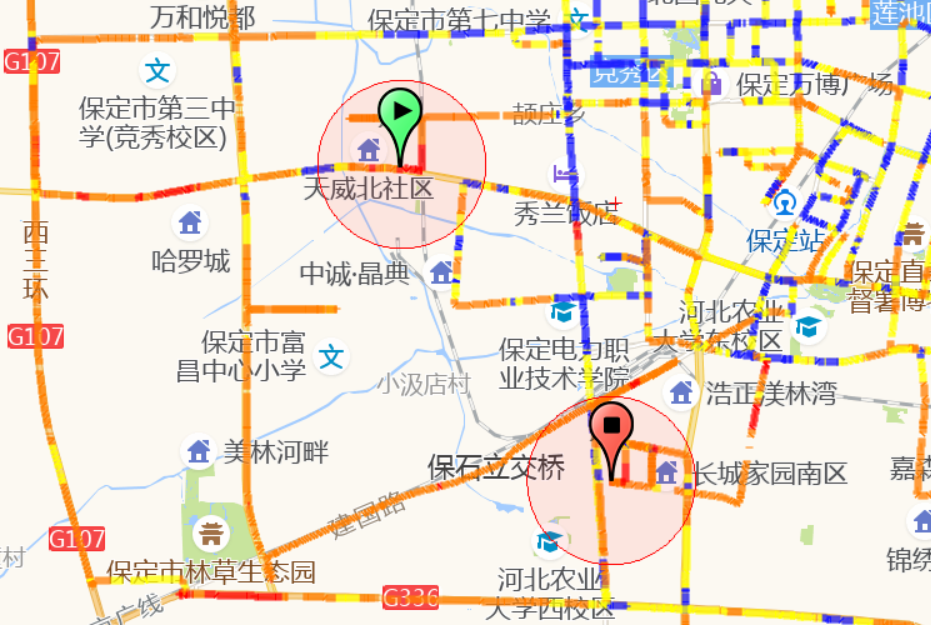 万和悦都
保定市第七中学
莲池区
G107
竞秀区
保定万博广场
保定市第三中
学(竞秀校区)
颉庄乡
天威北社区
秀兰饭店
保定站
西三环
哈罗城
中诚·晶典
保定直
督署博
G107
河北农业
大学东校区
保定市富
昌中心小学
保定电力职
业技术学院
小汲店村
浩正渼林湾
美林河畔
保石立交桥
长城家园南区
嘉森
建国路
G107
锦绣
村
保定市林草生态园
河北农业
大学西校区
G336
京广线